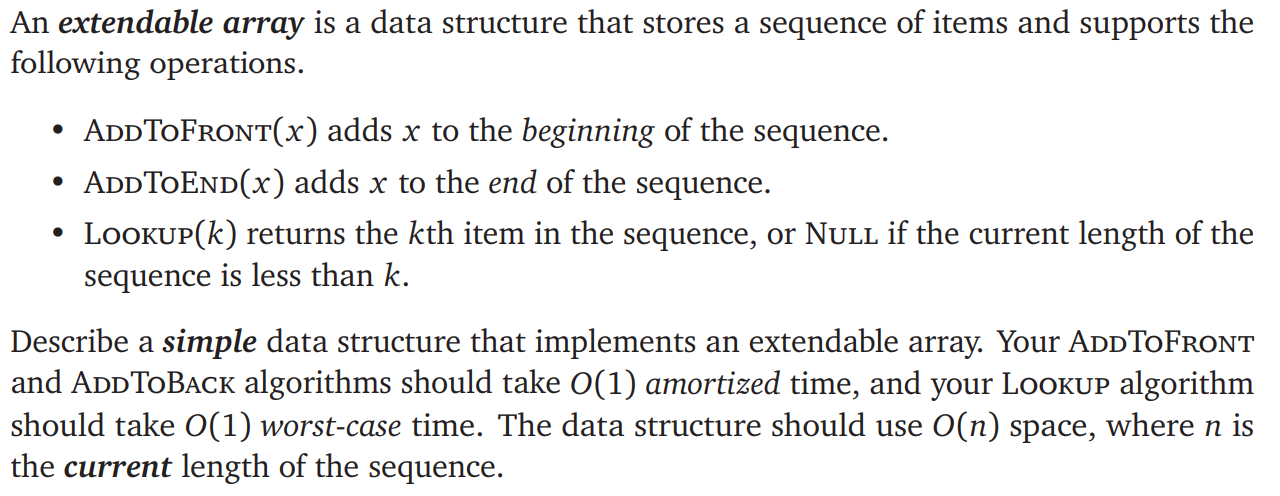 An extendable array is a data structure that stores a sequence of items and supports the
following operations.
• ADDTOFRONT(x) adds x to the beginning of the sequence.
• ADDTOEND(x) adds x to the end of the sequence.
• LOOKUP(k) returns the kth item in the sequence, or NULL if the current length of the
sequence is less than k.
Describe a simple data structure that implements an extendable array. Your ADDTOFRONT
and ADDTOBACK algorithms should take O(1) amortized time, and your LOOKUP algorithm
should take O(1) worst-case time. The data structure should use O(n) space, where n is
the current length of the sequence.